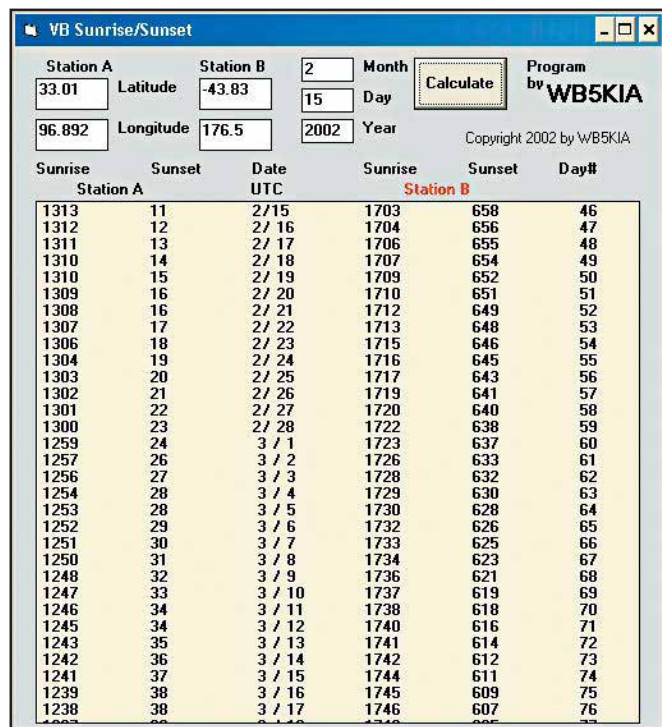 VB Sunrise/Sunset
Station A Station B 2 Month Calculate Program
33.01 Latitude -43.83 15 Day by WB5KIA
96.892 Longitude 176.5 2002 Year Copyright 2002 by WB5KIA
Sunrise Sunset Date Sunrise Sunset Day#
Station A UTC Station B
1313 11 2/15 1703 658 46
1312 12 2/ 16 1704 656 47
1311 13 2/ 17 1706 655 48
1310 14 2/ 18 1707 654 49
1310 15 2/ 19 1709 652 50
1309 16 2/ 20 1710 651 51
1308 16 2/ 21 1712 649 52
1307 17 2/ 22 1713 648 53
1306 18 2/ 23 1715 646 54
1304 19 2/ 24 1716 645 55
1303 20 2/ 25 1717 643 56
1302 21 2/ 26 1719 641 57
1301 22 2/ 27 1720 640 58
1300 23 2/ 28 1722 638 59
1259 24 3 / 1 1723 637 60
1257 26 3 / 2 1726 633 61
1256 27 3 / 3 1728 632 62
1254 28 3 / 4 1729 630 63
1253 28 3 / 5 1730 628 64
1252 29 3 / 6 1732 626 65
1251 30 3 / 7 1733 625 66
1250 31 3 / 8 1734 623 67
1248 32 3 / 9 1736 621 68
1247 33 3 / 10 1737 619 69
1246 34 3 / 11 1738 618 70
1245 34 3 / 12 1740 616 71
1243 35 3 / 13 1741 614 72
1242 36 3 / 14 1742 612 73
1241 37 3 / 15 1744 611 74
1239 38 3 / 16 1745 609 75
1238 38 3 / 17 1746 607 76